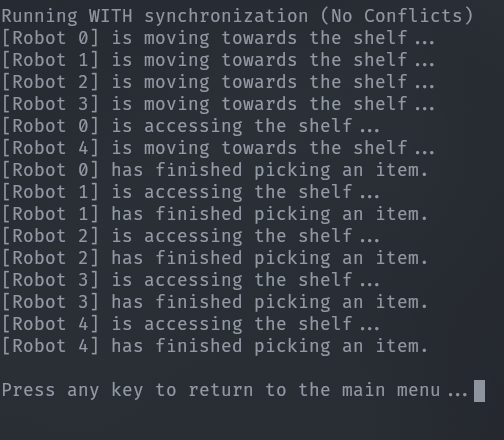 Running WITH synchronization (No Conflicts)
[Robot 0] is moving towards the shelf...
[Robot 1] is moving towards the shelf...
[Robot 2] is moving towards the shelf...
[Robot 3] is moving towards the shelf...
[Robot 0] is accessing the shelf...
[Robot 4] is moving towards the shelf...
[Robot 0] has finished picking an item.
[Robot 1] is accessing the shelf...
[Robot 1] has finished picking an item.
[Robot 2] is accessing the shelf...
[Robot 2] has finished picking an item.
[Robot 3] is accessing the shelf...
[Robot 3] has finished picking an item.
[Robot 4] is accessing the shelf...
[Robot 4] has finished picking an item.
Press any key to return to the main menu...